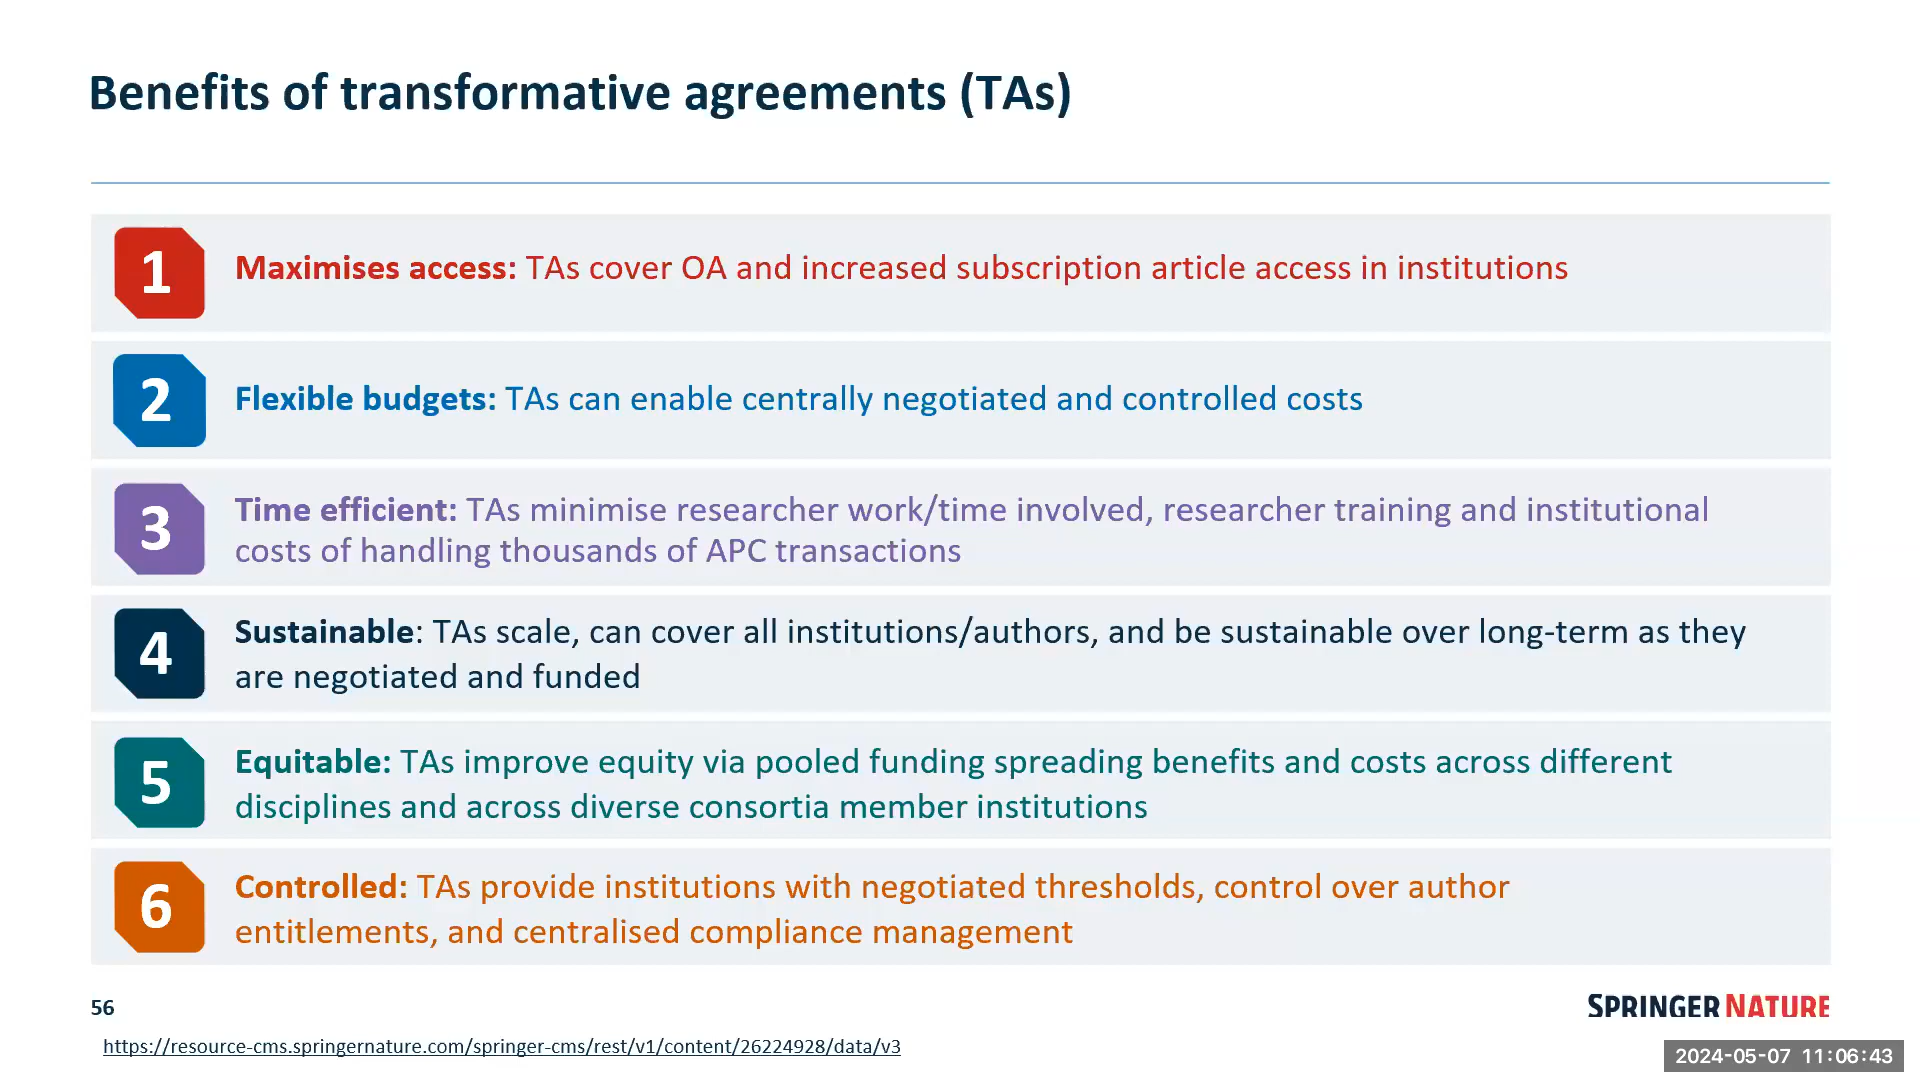 Benefits of transformative agreements (TAs)
1
Maximises access: TAs cover OA and increased subscription article access in institutions
2
Flexible budgets: TAs can enable centrally negotiated and controlled costs
3
Time efficient: TAs minimise researcher work/time involved, researcher training and institutional
costs of handling thousands of APC transactions
4
Sustainable: TAs scale, can cover all institutions/authors, and be sustainable over long-term as they
are negotiated and funded
5
Equitable: TAs improve equity via pooled funding spreading benefits and costs across different
disciplines and across diverse consortia member institutions
6
Controlled: TAs provide institutions with negotiated thresholds, control over author
entitlements, and centralised compliance management
56
SPRINGER NATURE
https://resource-cms.springernature.com/springer-cms/rest/v1/content/26224928/data/v3
2024-05-07 11:06:43